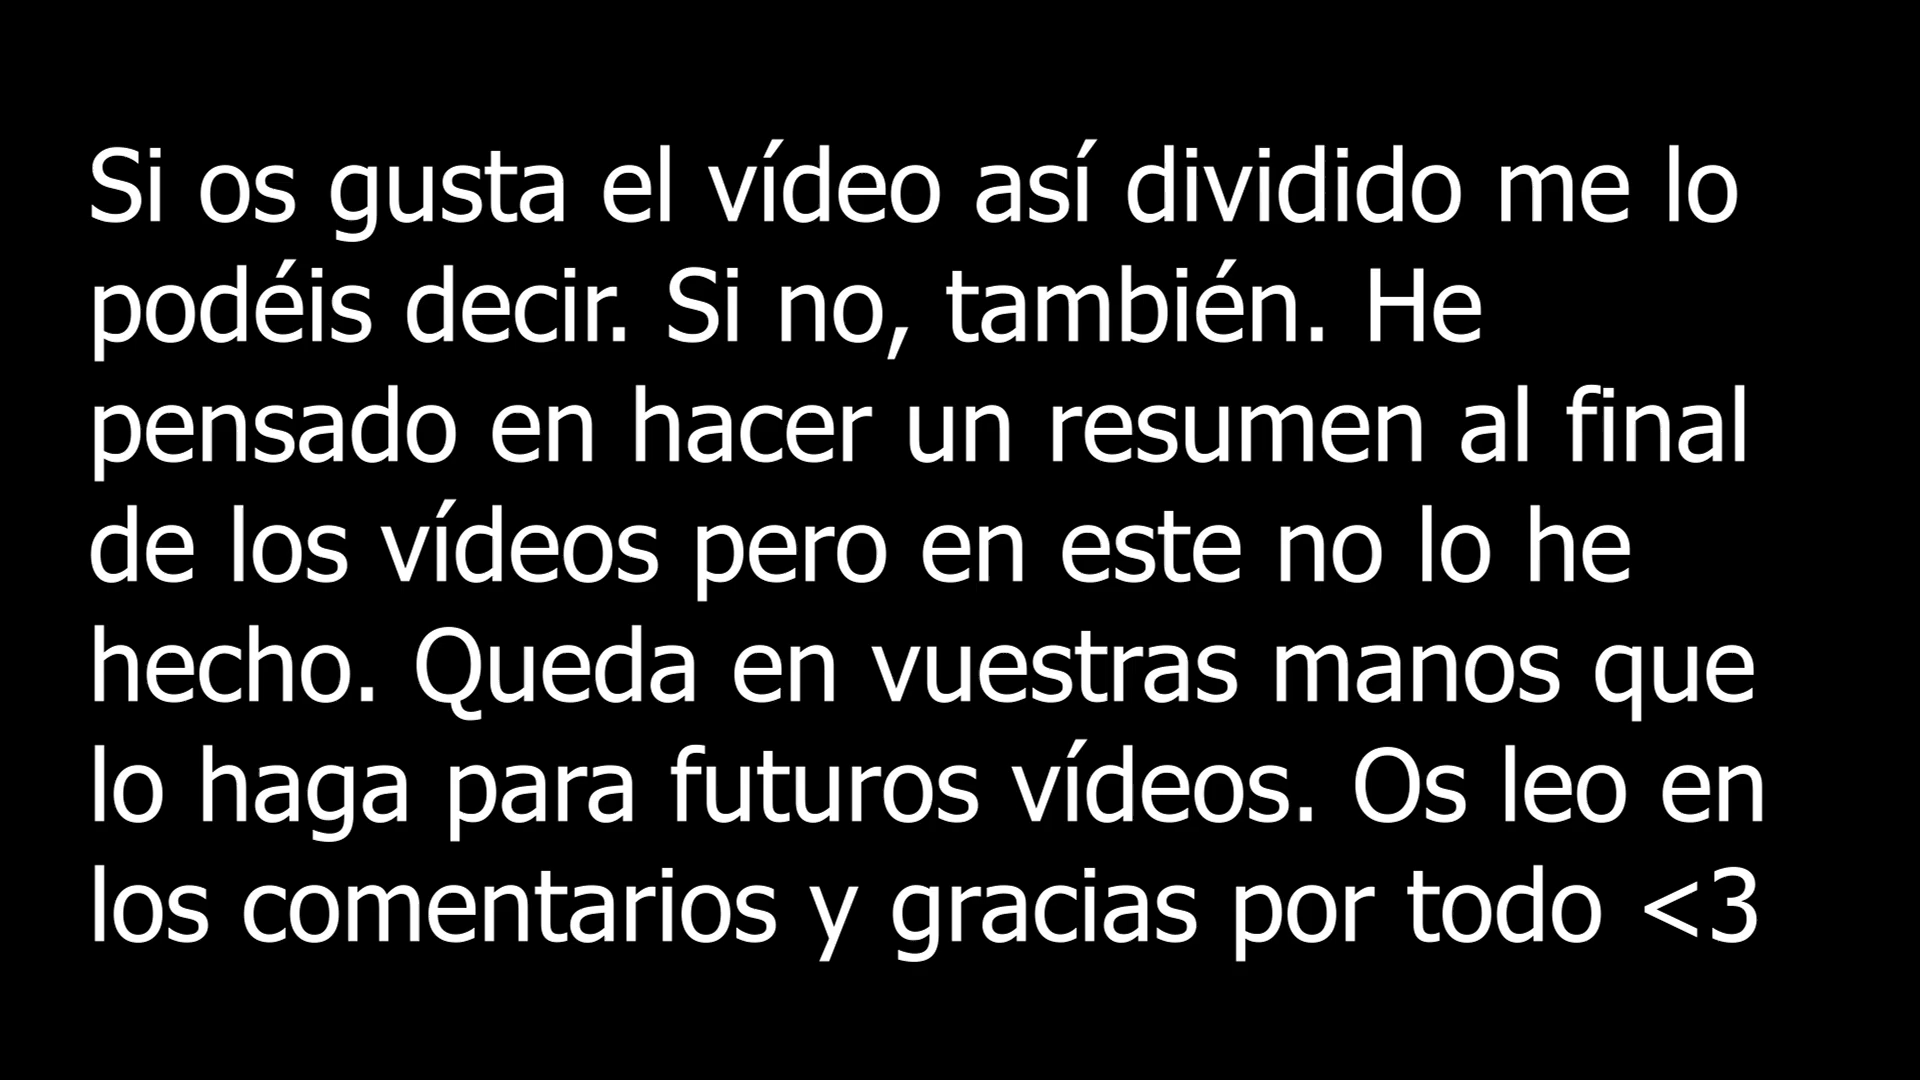 Si os gusta el vídeo así dividido me lo
podéis decir. Si no, también. He
pensado en hacer un resumen al final
de los vídeos pero en este no lo he
hecho. Queda en vuestras manos que
lo haga para futuros vídeos. Os leo en
los comentarios y gracias por todo <3